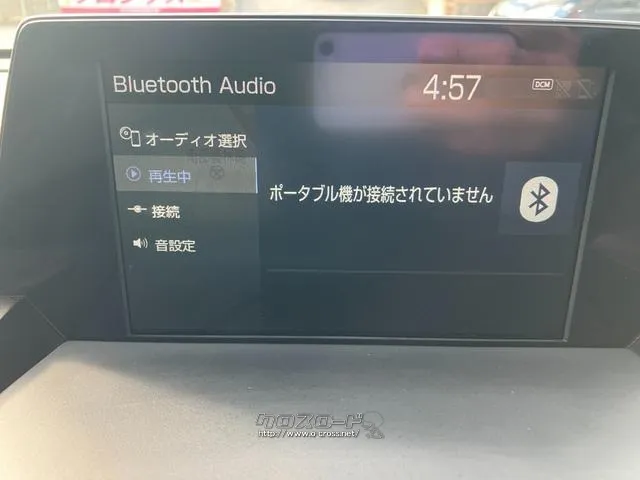 Bluetooth Audio
4:57
DCM
オーディオ選択
再生中
接続
音設定
ポータブル機が接続されていません
クロスロード
http://www.o-cross.net/